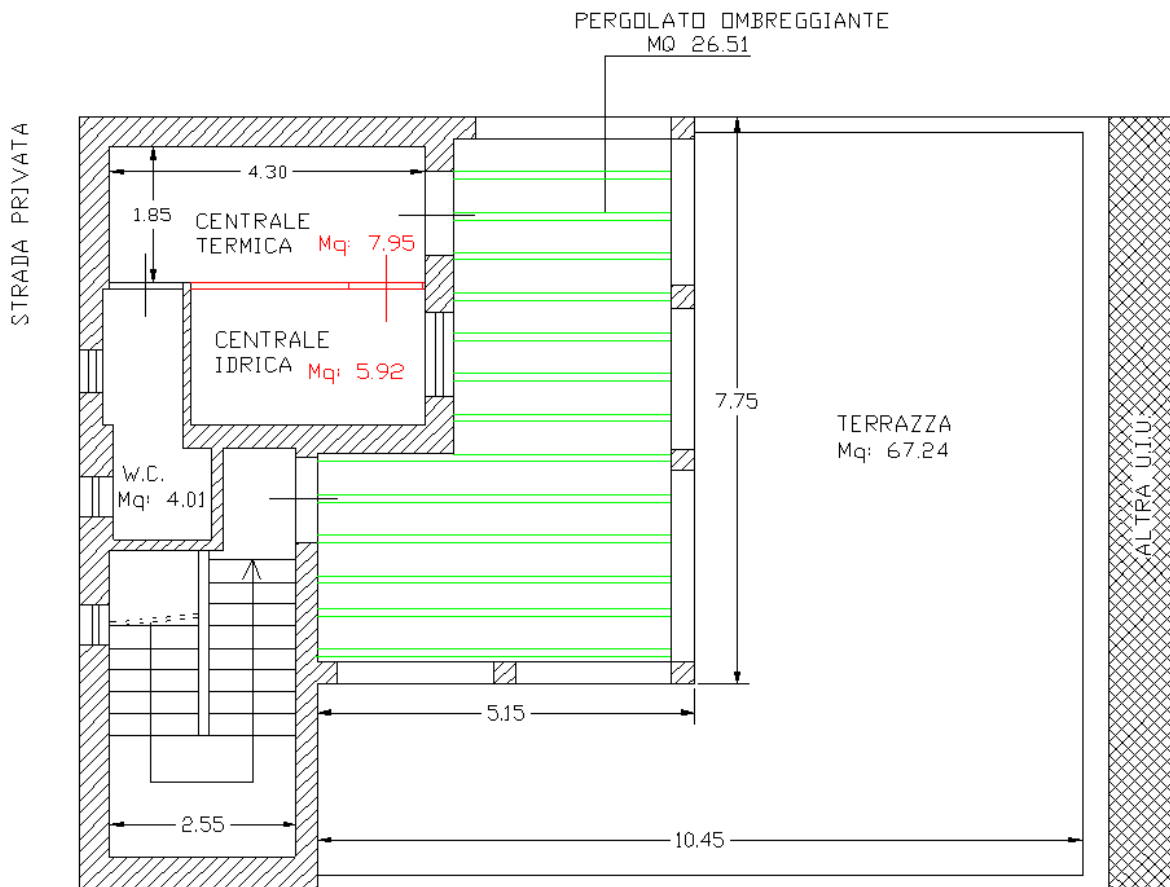 PERGOLATO OMBREGGIANTE
MQ 26.51
STRADA PRIVATA
4.30
1.85
CENTRALE
TERMICA Mq: 7.95
CENTRALE
IDRICA Mq: 5.92
7.75
TERRAZZA
Mq: 67.24
W.C.
Mq: 4.01
ALTRA U.I.U.
5.15
2.55
10.45